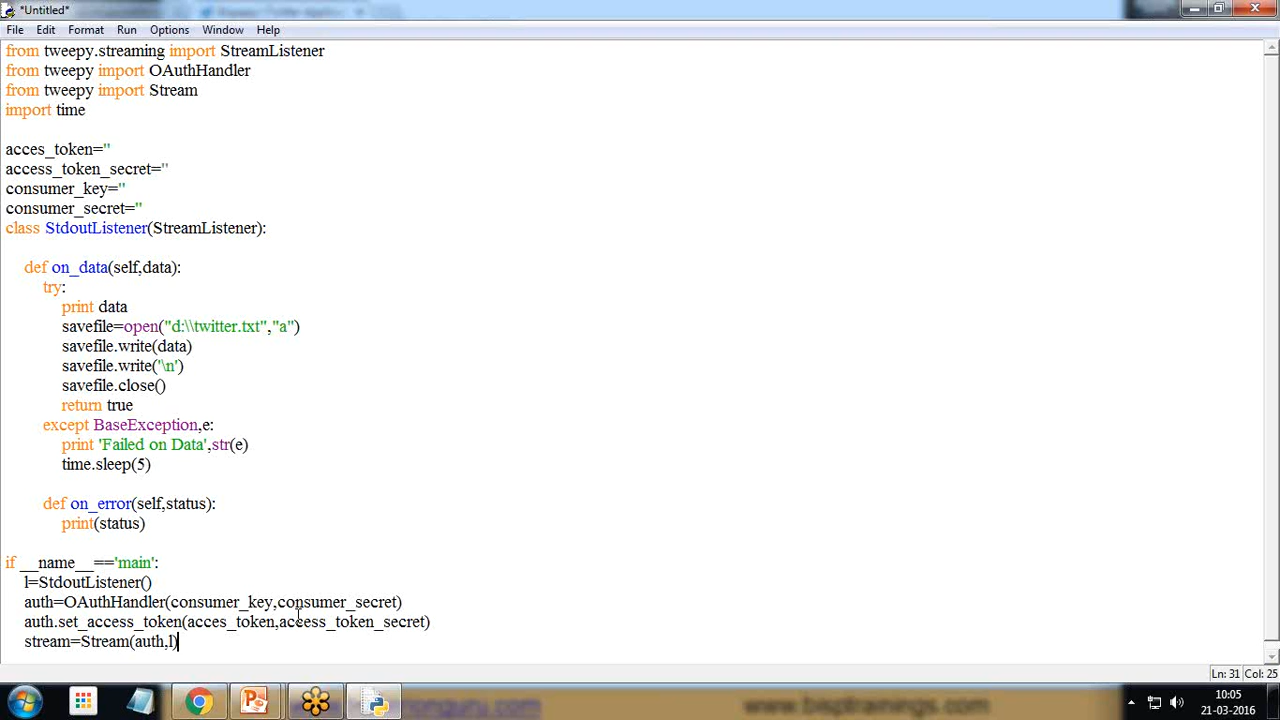 *Untitled*
File Edit Format Run Options Window Help
from tweepy.streaming import StreamListener
from tweepy import OAuthHandler
from tweepy import Stream
import time
acces_token=''
access_token_secret=''
consumer_key=''
consumer_secret=''
class StdoutListener(StreamListener):
def on_data(self,data):
try:
print data
savefile=open("d:\\twitter.txt","a")
savefile.write(data)
savefile.write('\n')
savefile.close()
return true
except BaseException,e:
print 'Failed on Data',str(e)
time.sleep(5)
def on_error(self,status):
print(status)
if __name__=='main':
l=StdoutListener()
auth=OAuthHandler(consumer_key,consumer_secret)
auth.set_access_token(acces_token,access_token_secret)
stream=Stream(auth,l)
Ln: 31 Col: 25
www.bisptrainings.com
10:05
21-03-2016